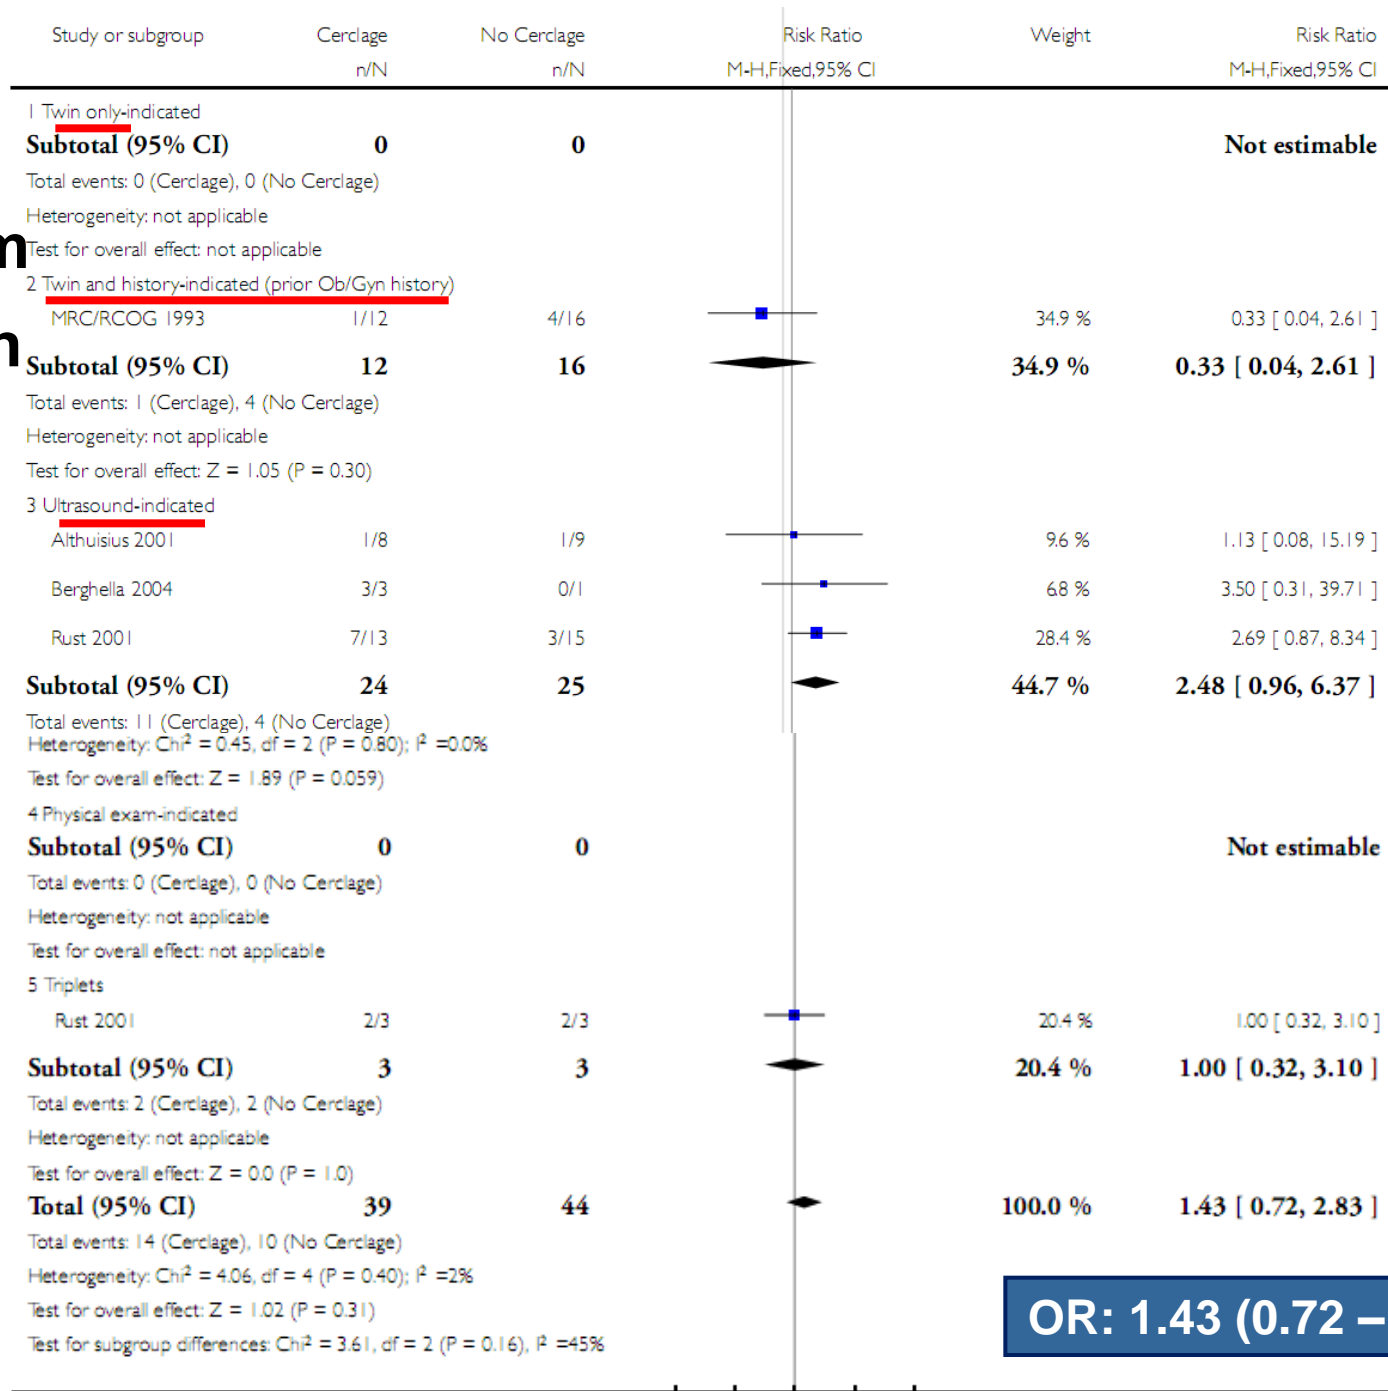 Study or subgroup Cerclage No Cerclage Risk Ratio Weight Risk Ratio
n/N n/N M-H,Fixed,95% CI M-H,Fixed,95% CI
1 Twin only-indicated
Subtotal (95% CI) 0 0 Not estimable
Total events: 0 (Cerclage), 0 (No Cerclage)
Heterogeneity: not applicable
m
Test for overall effect: not applicable
2 Twin and history-indicated (prior Ob/Gyn history)
MRC/RCOG 1993 1/12 4/16 34.9 % 0.33 [ 0.04, 2.61 ]
n
Subtotal (95% CI) 12 16 34.9 % 0.33 [ 0.04, 2.61 ]
Total events: 1 (Cerclage), 4 (No Cerclage)
Heterogeneity: not applicable
Test for overall effect: Z = 1.05 (P = 0.30)
3 Ultrasound-indicated
Althuisius 2001 1/8 1/9 9.6 % 1.13 [ 0.08, 15.19 ]
Berghella 2004 3/3 0/1 6.8 % 3.50 [ 0.31, 39.71 ]
Rust 2001 7/13 3/15 28.4 % 2.69 [ 0.87, 8.34 ]
Subtotal (95% CI) 24 25 44.7 % 2.48 [ 0.96, 6.37 ]
Total events: 11 (Cerclage), 4 (No Cerclage)
Heterogeneity: Chi² = 0.45, df = 2 (P = 0.80); I² =0.0%
Test for overall effect: Z = 1.89 (P = 0.059)
4 Physical exam-indicated
Subtotal (95% CI) 0 0 Not estimable
Total events: 0 (Cerclage), 0 (No Cerclage)
Heterogeneity: not applicable
Test for overall effect: not applicable
5 Triplets
Rust 2001 2/3 2/3 20.4 % 1.00 [ 0.32, 3.10 ]
Subtotal (95% CI) 3 3 20.4 % 1.00 [ 0.32, 3.10 ]
Total events: 2 (Cerclage), 2 (No Cerclage)
Heterogeneity: not applicable
Test for overall effect: Z = 0.0 (P = 1.0)
Total (95% CI) 39 44 100.0 % 1.43 [ 0.72, 2.83 ]
Total events: 14 (Cerclage), 10 (No Cerclage)
Heterogeneity: Chi² = 4.06, df = 4 (P = 0.40); I² =2%
Test for overall effect: Z = 1.02 (P = 0.31)
Test for subgroup differences: Chi² = 3.61, df = 2 (P = 0.16), I² =45%
OR: 1.43 (0.72 –